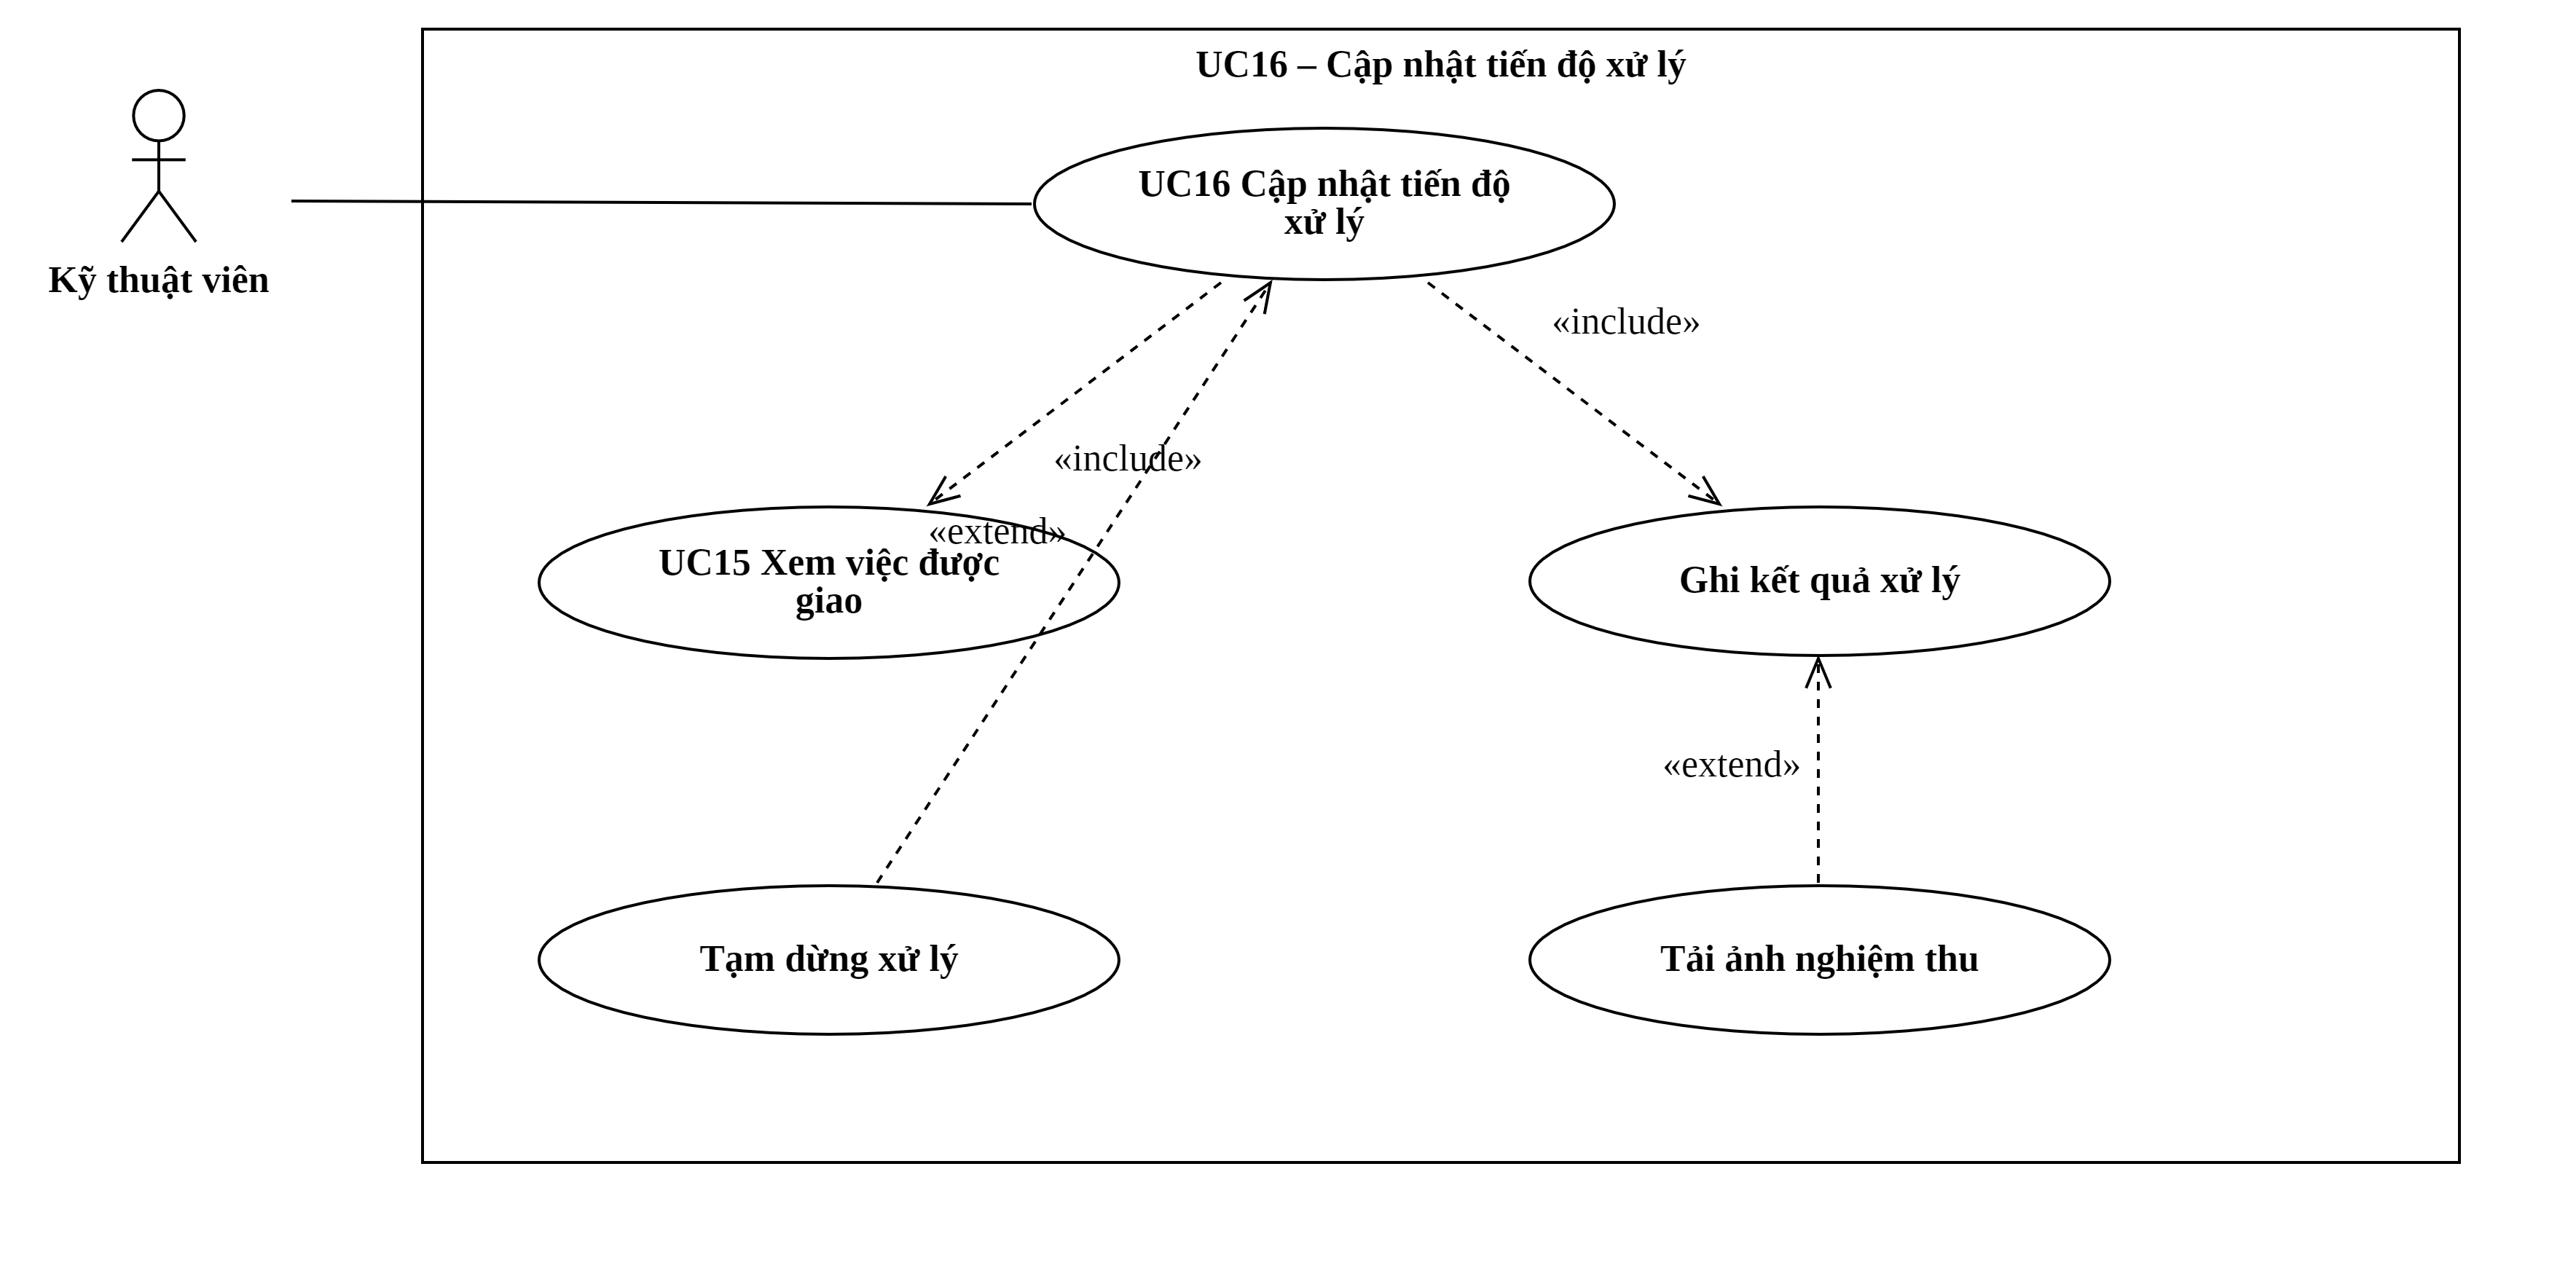 UC16 – Cập nhật tiến độ xử lý
UC16 Cập nhật tiến độ
xử lý
Kỹ thuật viên
«include»
«include»
«extend»
UC15 Xem việc được
giao
Ghi kết quả xử lý
«extend»
Tạm dừng xử lý
Tải ảnh nghiệm thu